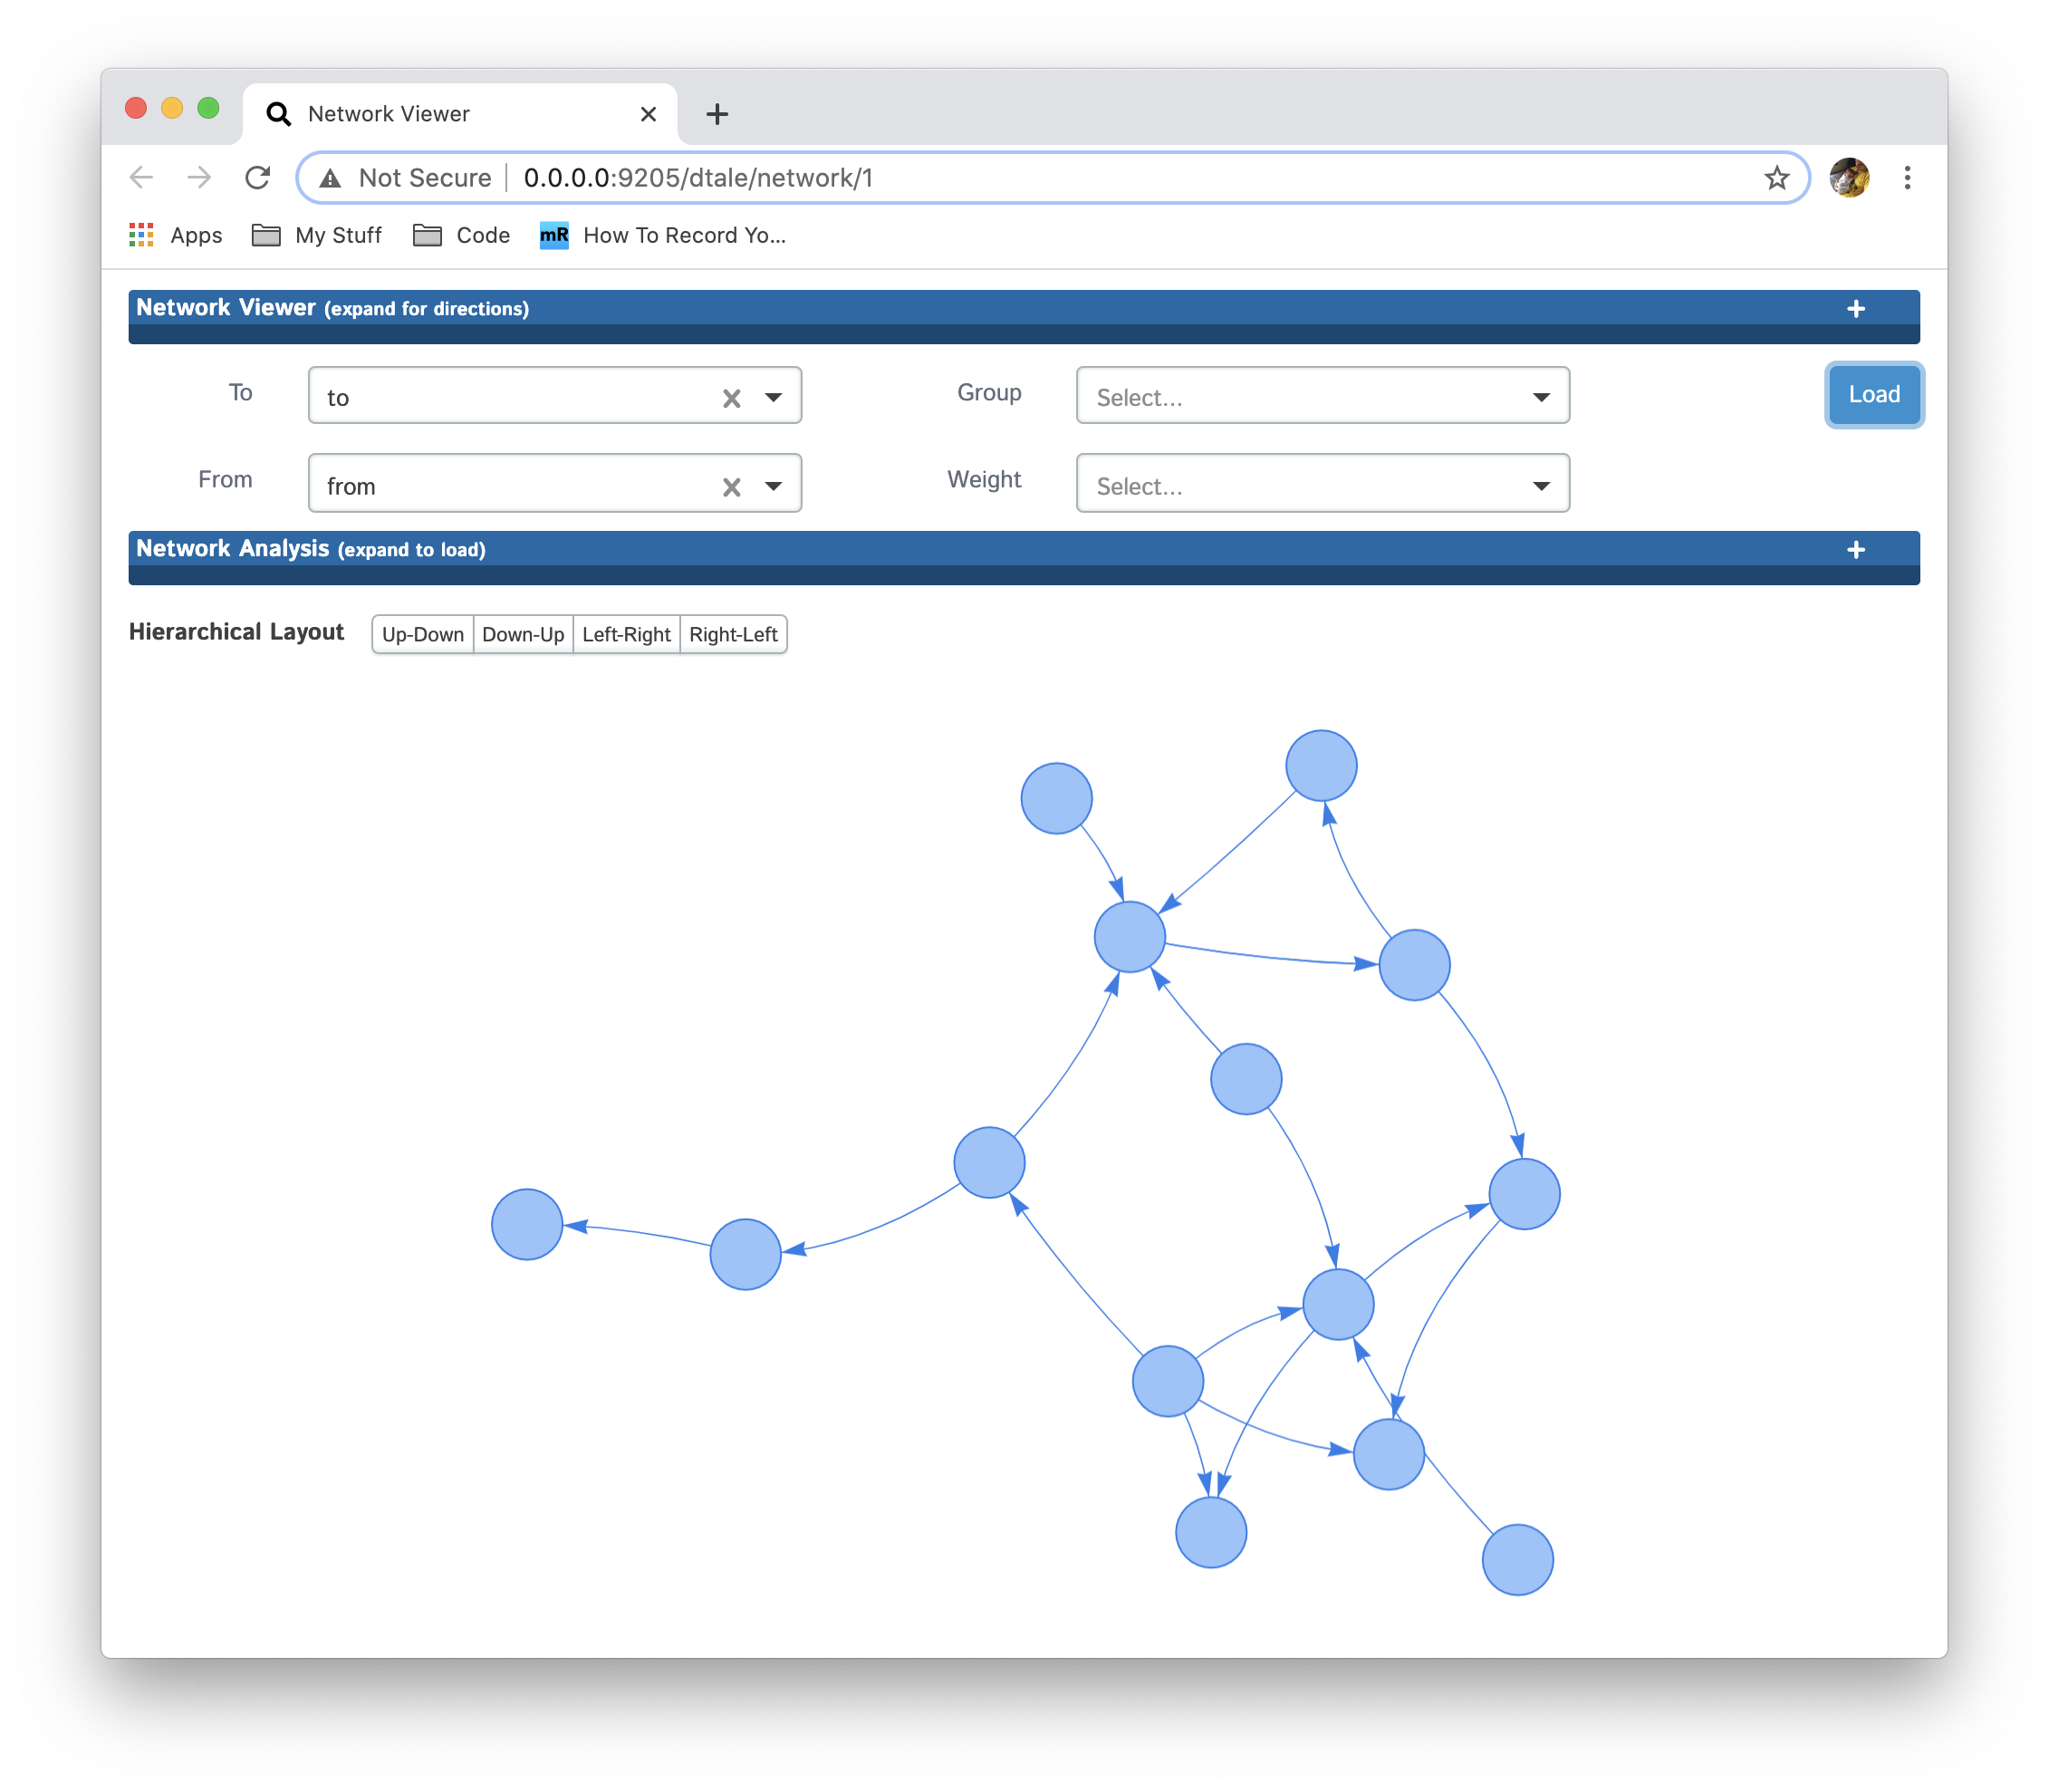 Network Viewer
Not Secure | 0.0.0.0:9205/dtale/network/1
Apps My Stuff Code mR How To Record Yo...
Network Viewer (expand for directions) +
To to Group Select... Load
From from Weight Select...
Network Analysis (expand to load) +
Hierarchical Layout Up-Down Down-Up Left-Right Right-Left